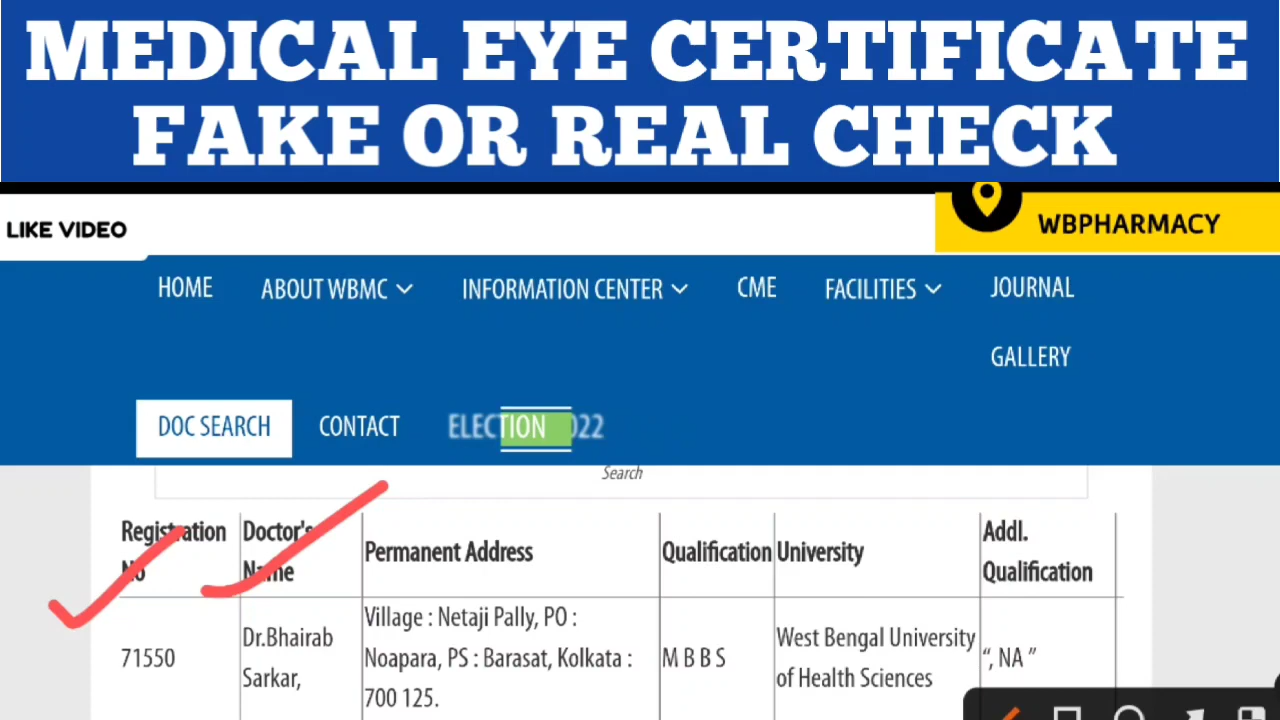 MEDICAL EYE CERTIFICATE
FAKE OR REAL CHECK
LIKE VIDEO
WBPHARMACY
HOME ABOUT WBMC INFORMATION CENTER CME FACILITIES JOURNAL
GALLERY
DOC SEARCH CONTACT ELECTION 2022
Search
Registration No Doctor's Name Permanent Address Qualification University Addl. Qualification
71550 Dr.Bhairab Sarkar, Village : Netaji Pally, PO : Noapara, PS : Barasat, Kolkata : 700 125. M B B S West Bengal University of Health Sciences “, NA ”